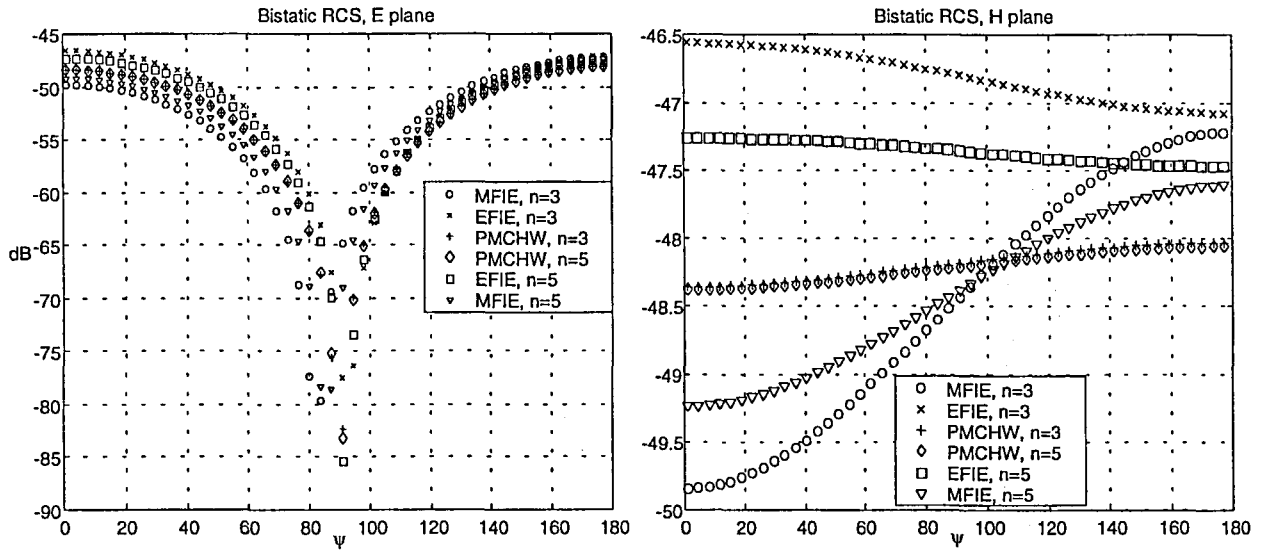 Bistatic RCS, E plane
-45
-50
-55
-60
-65
dB
-70
-75
-80
-85
-90
0 20 40 60 80 100 120 140 160 180
ψ
MFIE, n=3
EFIE, n=3
PMCHW, n=3
PMCHW, n=5
EFIE, n=5
MFIE, n=5
Bistatic RCS, H plane
-46.5
-47
-47.5
-48
-48.5
-49
-49.5
-50
0 20 40 60 80 100 120 140 160 180
ψ
MFIE, n=3
EFIE, n=3
PMCHW, n=3
PMCHW, n=5
EFIE, n=5
MFIE, n=5